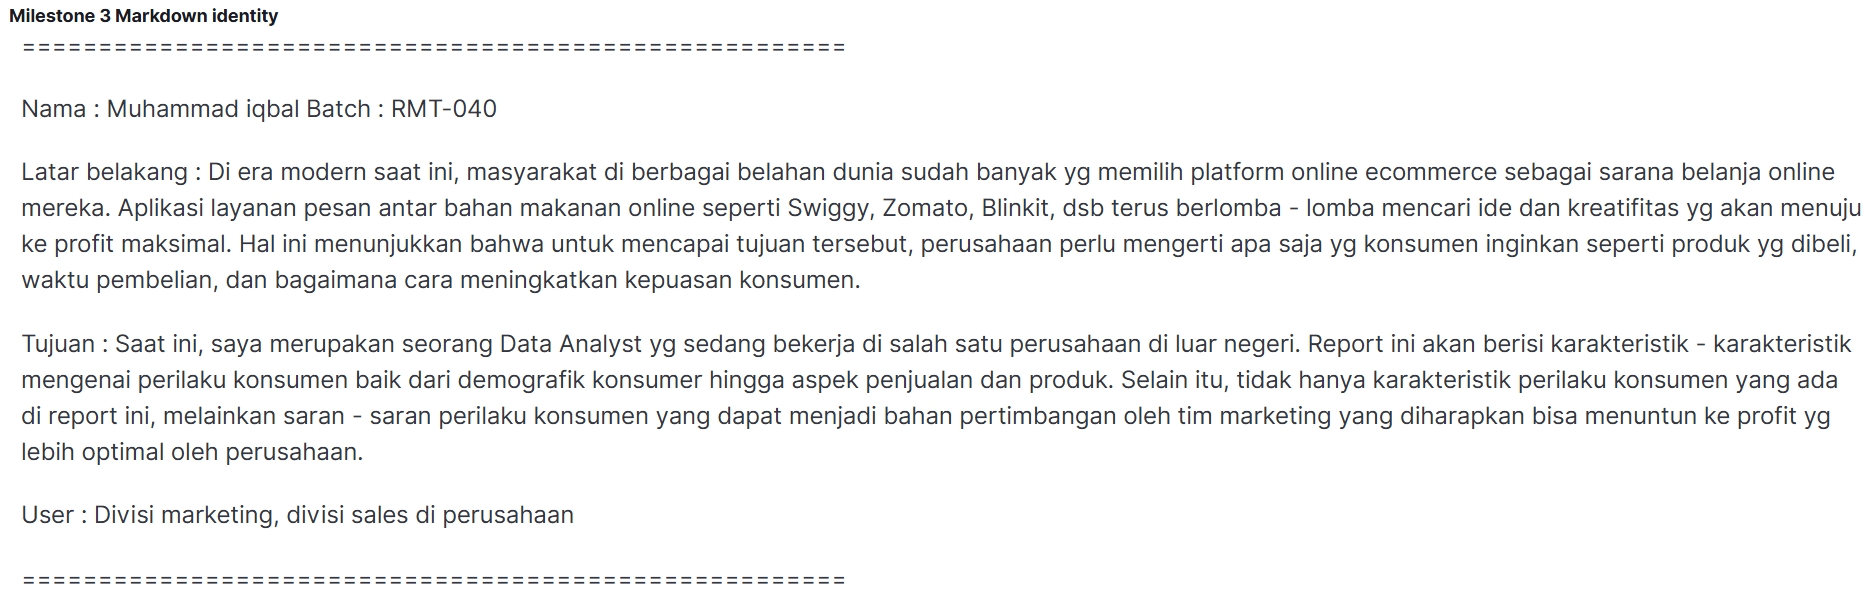 Milestone 3 Markdown identity
======================================================
Nama : Muhammad iqbal Batch : RMT-040
Latar belakang : Di era modern saat ini, masyarakat di berbagai belahan dunia sudah banyak yg memilih platform online ecommerce sebagai sarana belanja online
mereka. Aplikasi layanan pesan antar bahan makanan online seperti Swiggy, Zomato, Blinkit, dsb terus berlomba - lomba mencari ide dan kreatifitas yg akan menuju
ke profit maksimal. Hal ini menunjukkan bahwa untuk mencapai tujuan tersebut, perusahaan perlu mengerti apa saja yg konsumen inginkan seperti produk yg dibeli,
waktu pembelian, dan bagaimana cara meningkatkan kepuasan konsumen.
Tujuan : Saat ini, saya merupakan seorang Data Analyst yg sedang bekerja di salah satu perusahaan di luar negeri. Report ini akan berisi karakteristik - karakteristik
mengenai perilaku konsumen baik dari demografik konsumer hingga aspek penjualan dan produk. Selain itu, tidak hanya karakteristik perilaku konsumen yang ada
di report ini, melainkan saran - saran perilaku konsumen yang dapat menjadi bahan pertimbangan oleh tim marketing yang diharapkan bisa menuntun ke profit yg
lebih optimal oleh perusahaan.
User : Divisi marketing, divisi sales di perusahaan
======================================================